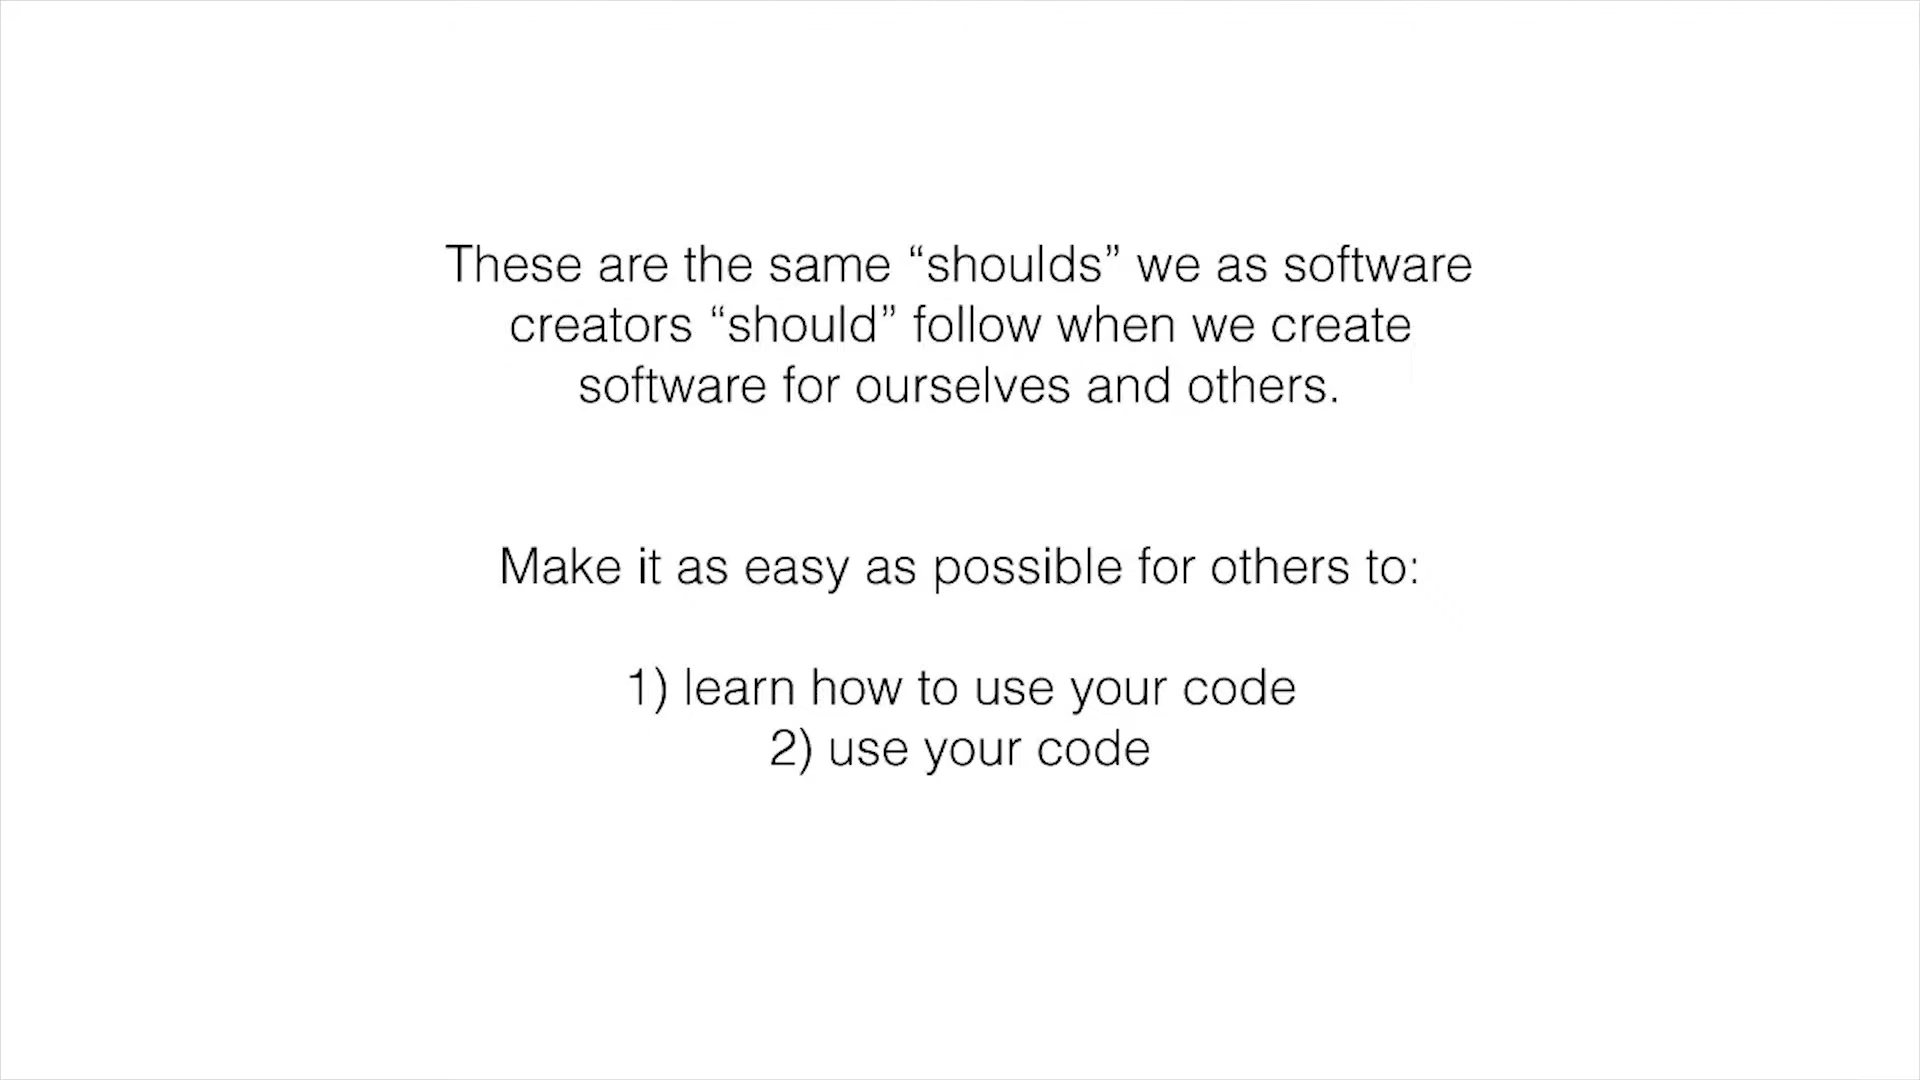 These are the same “shoulds” we as software
creators “should” follow when we create
software for ourselves and others.
Make it as easy as possible for others to:
1) learn how to use your code
2) use your code